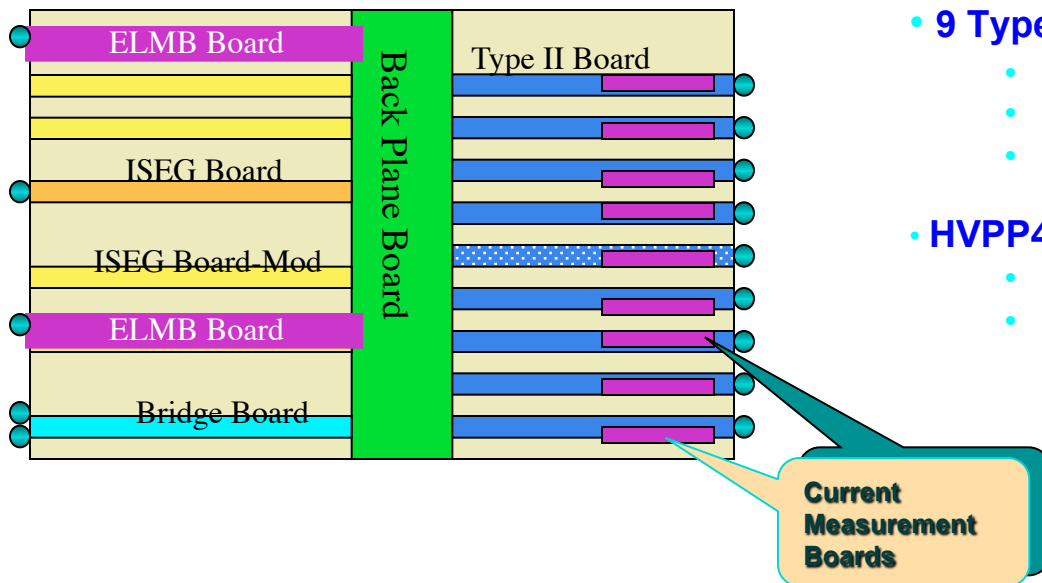 ELMB Board
Type II Board
Back Plane Board
ISEG Board
ISEG Board-Mod
ELMB Board
Bridge Board
Current
Measurement
Boards
• 9 Type
• HVPP4